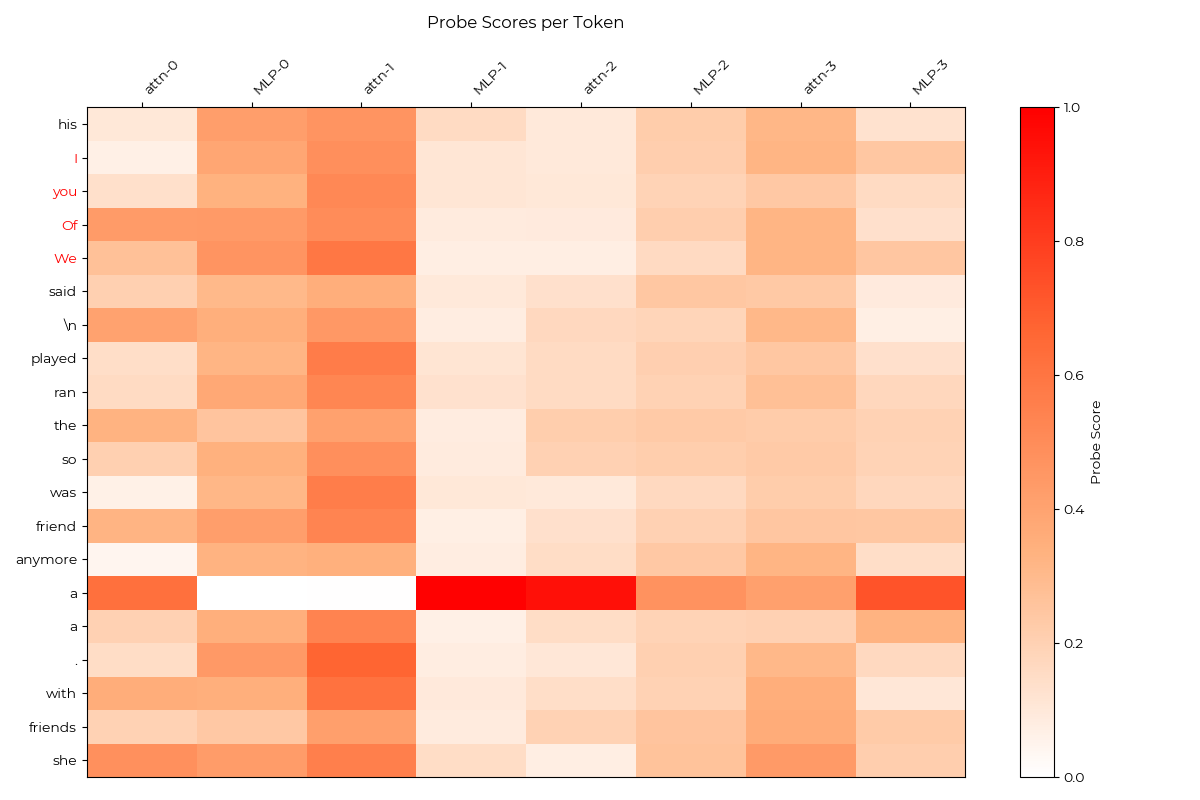 Probe Scores per Token
attn-0 MLP-0 attn-1 MLP-1 attn-2 MLP-2 attn-3 MLP-3
his
I
you
Of
We
said
\n
played
ran
the
so
was
friend
anymore
a
a
.
with
friends
she
1.0
0.8
0.6
0.4
0.2
0.0
Probe Score